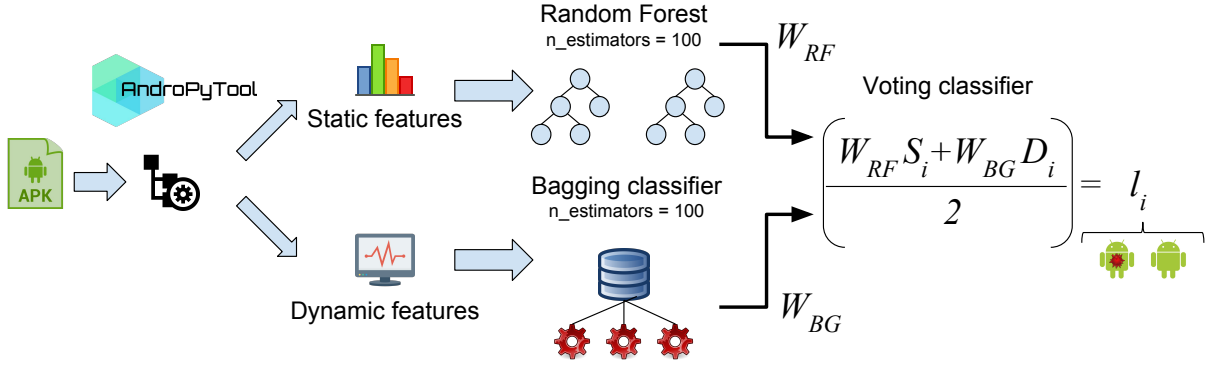 AndroPyTool
APK
Static features
Dynamic features
Random Forest
n_estimators = 100
Bagging classifier
n_estimators = 100
W_RF
W_BG
Voting classifier
(W_RF S_i + W_BG D_i / 2) = l_i